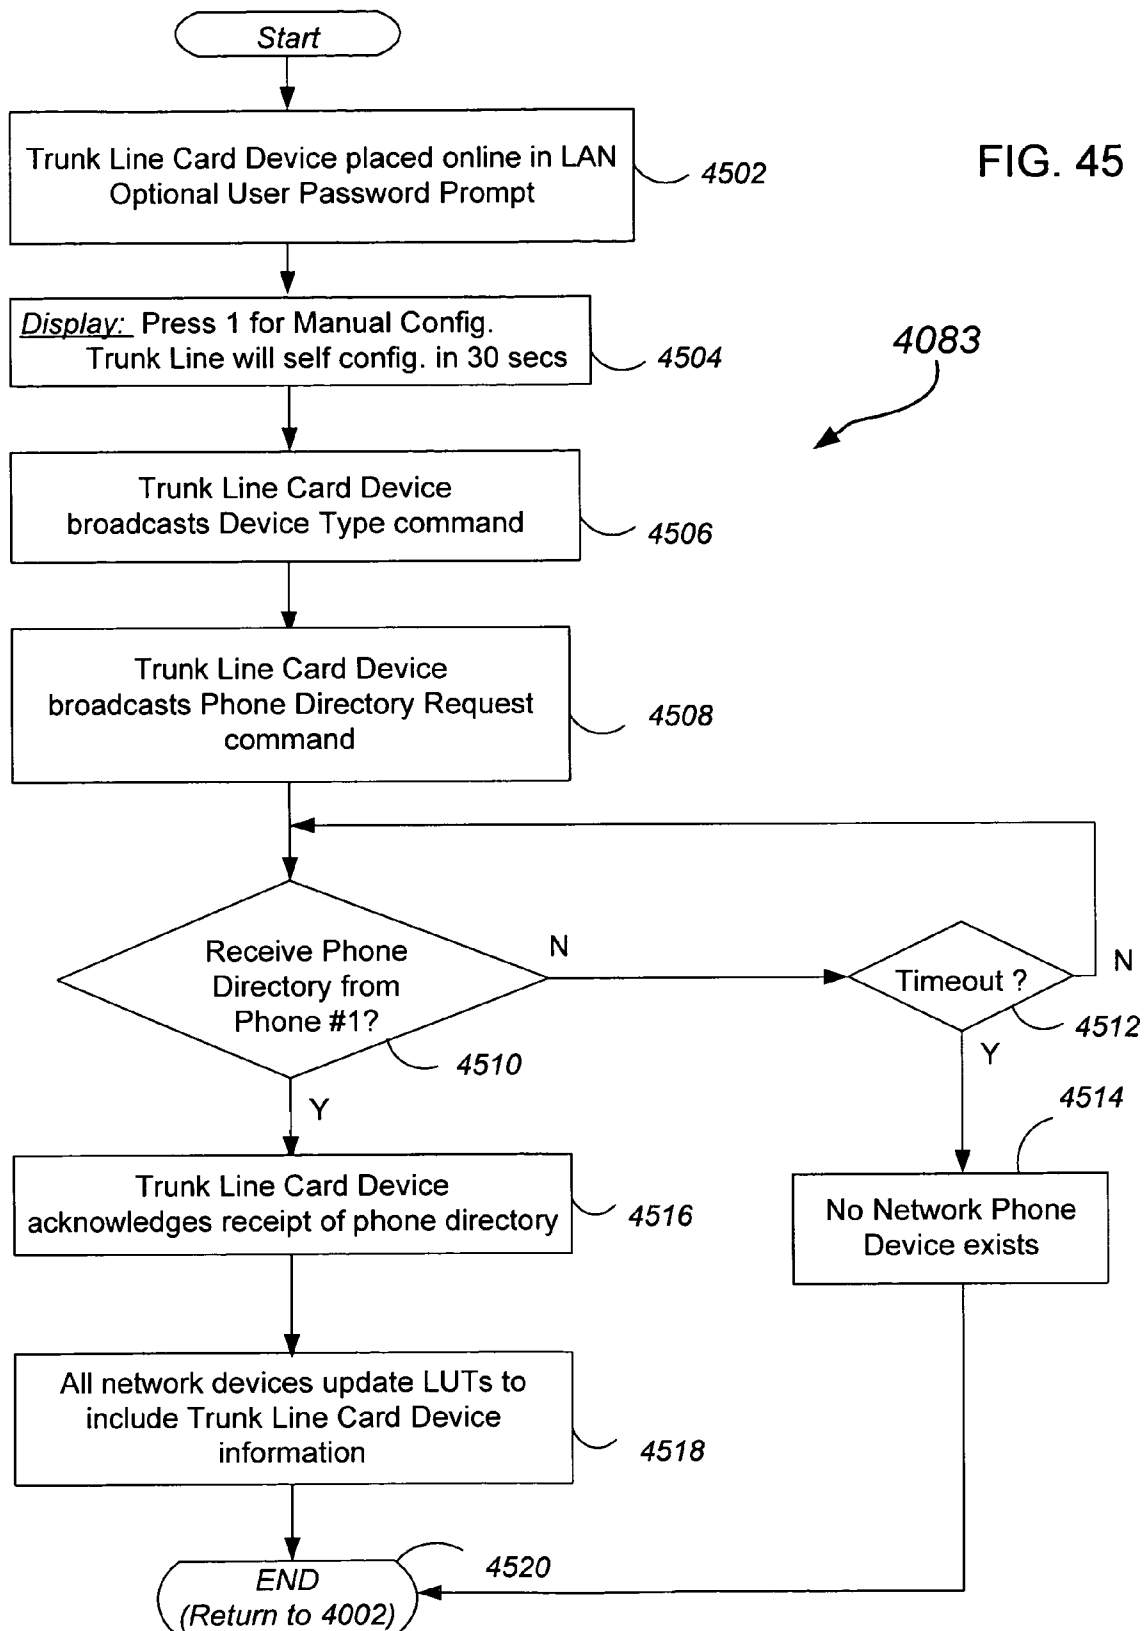 Start
Trunk Line Card Device placed online in LAN
Optional User Password Prompt
4502
FIG. 45
Display: Press 1 for Manual Config.
Trunk Line will self config. in 30 secs
4504
4083
Trunk Line Card Device
broadcasts Device Type command
4506
Trunk Line Card Device
broadcasts Phone Directory Request
command
4508
Receive Phone
Directory from
Phone #1?
N
4510
Y
Timeout ?
N
4512
Y
4514
No Network Phone
Device exists
Trunk Line Card Device
acknowledges receipt of phone directory
4516
All network devices update LUTs to
include Trunk Line Card Device
information
4518
END
(Return to 4002)
4520